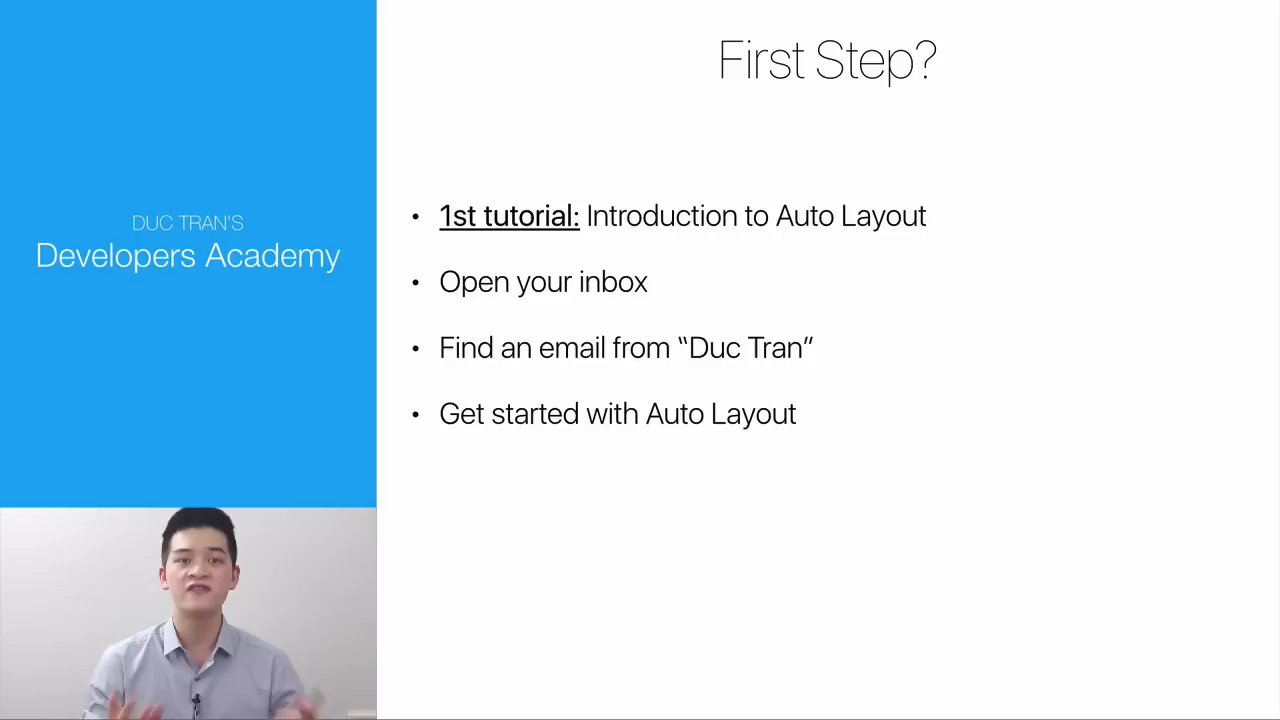 First Step?
DUC TRAN'S
Developers Academy
• 1st tutorial: Introduction to Auto Layout
• Open your inbox
• Find an email from “Duc Tran”
• Get started with Auto Layout